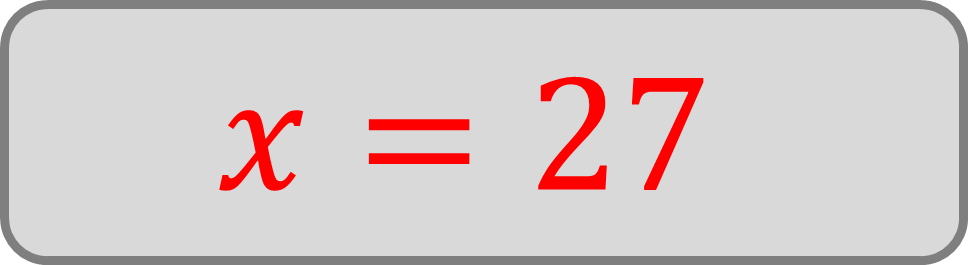 x = 27